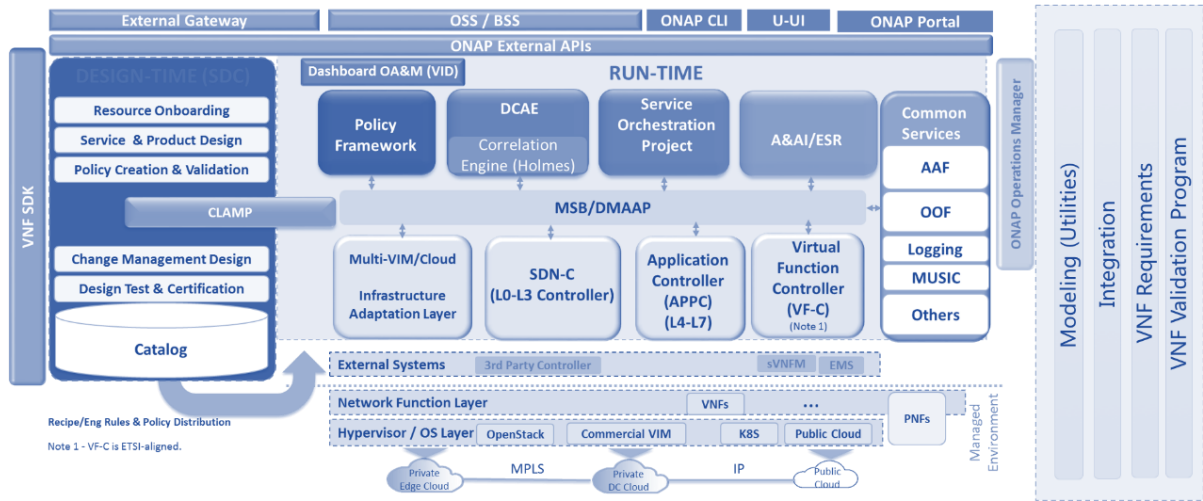 External Gateway
OSS / BSS
ONAP CLI
U-UI
ONAP Portal
ONAP External APIs
VNF SDK
DESIGN-TIME (SDC)
Resource Onboarding
Service & Product Design
Policy Creation & Validation
CLAMP
Change Management Design
Design Test & Certification
Catalog
Recipe/Eng Rules & Policy Distribution
Note 1 - VF-C is ETSI-aligned.
Dashboard OA&M (VID)
RUN-TIME
Policy
Framework
DCAE
Correlation
Engine (Holmes)
Service
Orchestration
Project
A&AI/ESR
MSB/DMAAP
Multi-VIM/Cloud
Infrastructure
Adaptation Layer
SDN-C
(L0-L3 Controller)
Application
Controller
(APPC)
(L4-L7)
Virtual
Function
Controller
(VF-C)
(Note 1)
Common
Services
AAF
OOF
Logging
MUSIC
Others
External Systems
3rd Party Controller
sVNFM
EMS
Network Function Layer
VNFs
...
PNFs
Hypervisor / OS Layer
OpenStack
Commercial VIM
K8S
Public Cloud
Private
Edge Cloud
MPLS
Private
DC Cloud
IP
Public
Cloud
Managed
Environment
ONAP Operations Manager
Modeling (Utilities)
Integration
VNF Requirements
VNF Validation Program